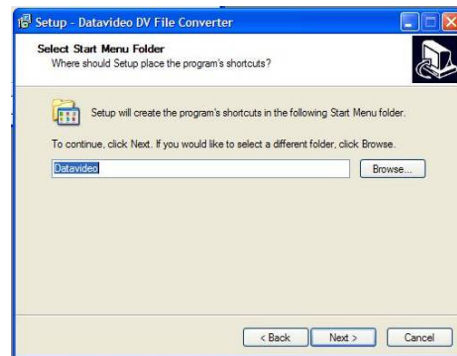 Setup - Datavideo DV File Converter
Select Start Menu Folder
Where should Setup place the program's shortcuts?
Setup will create the program's shortcuts in the following Start Menu folder.
To continue, click Next. If you would like to select a different folder, click Browse.
Datavideo
Browse...
< Back
Next >
Cancel